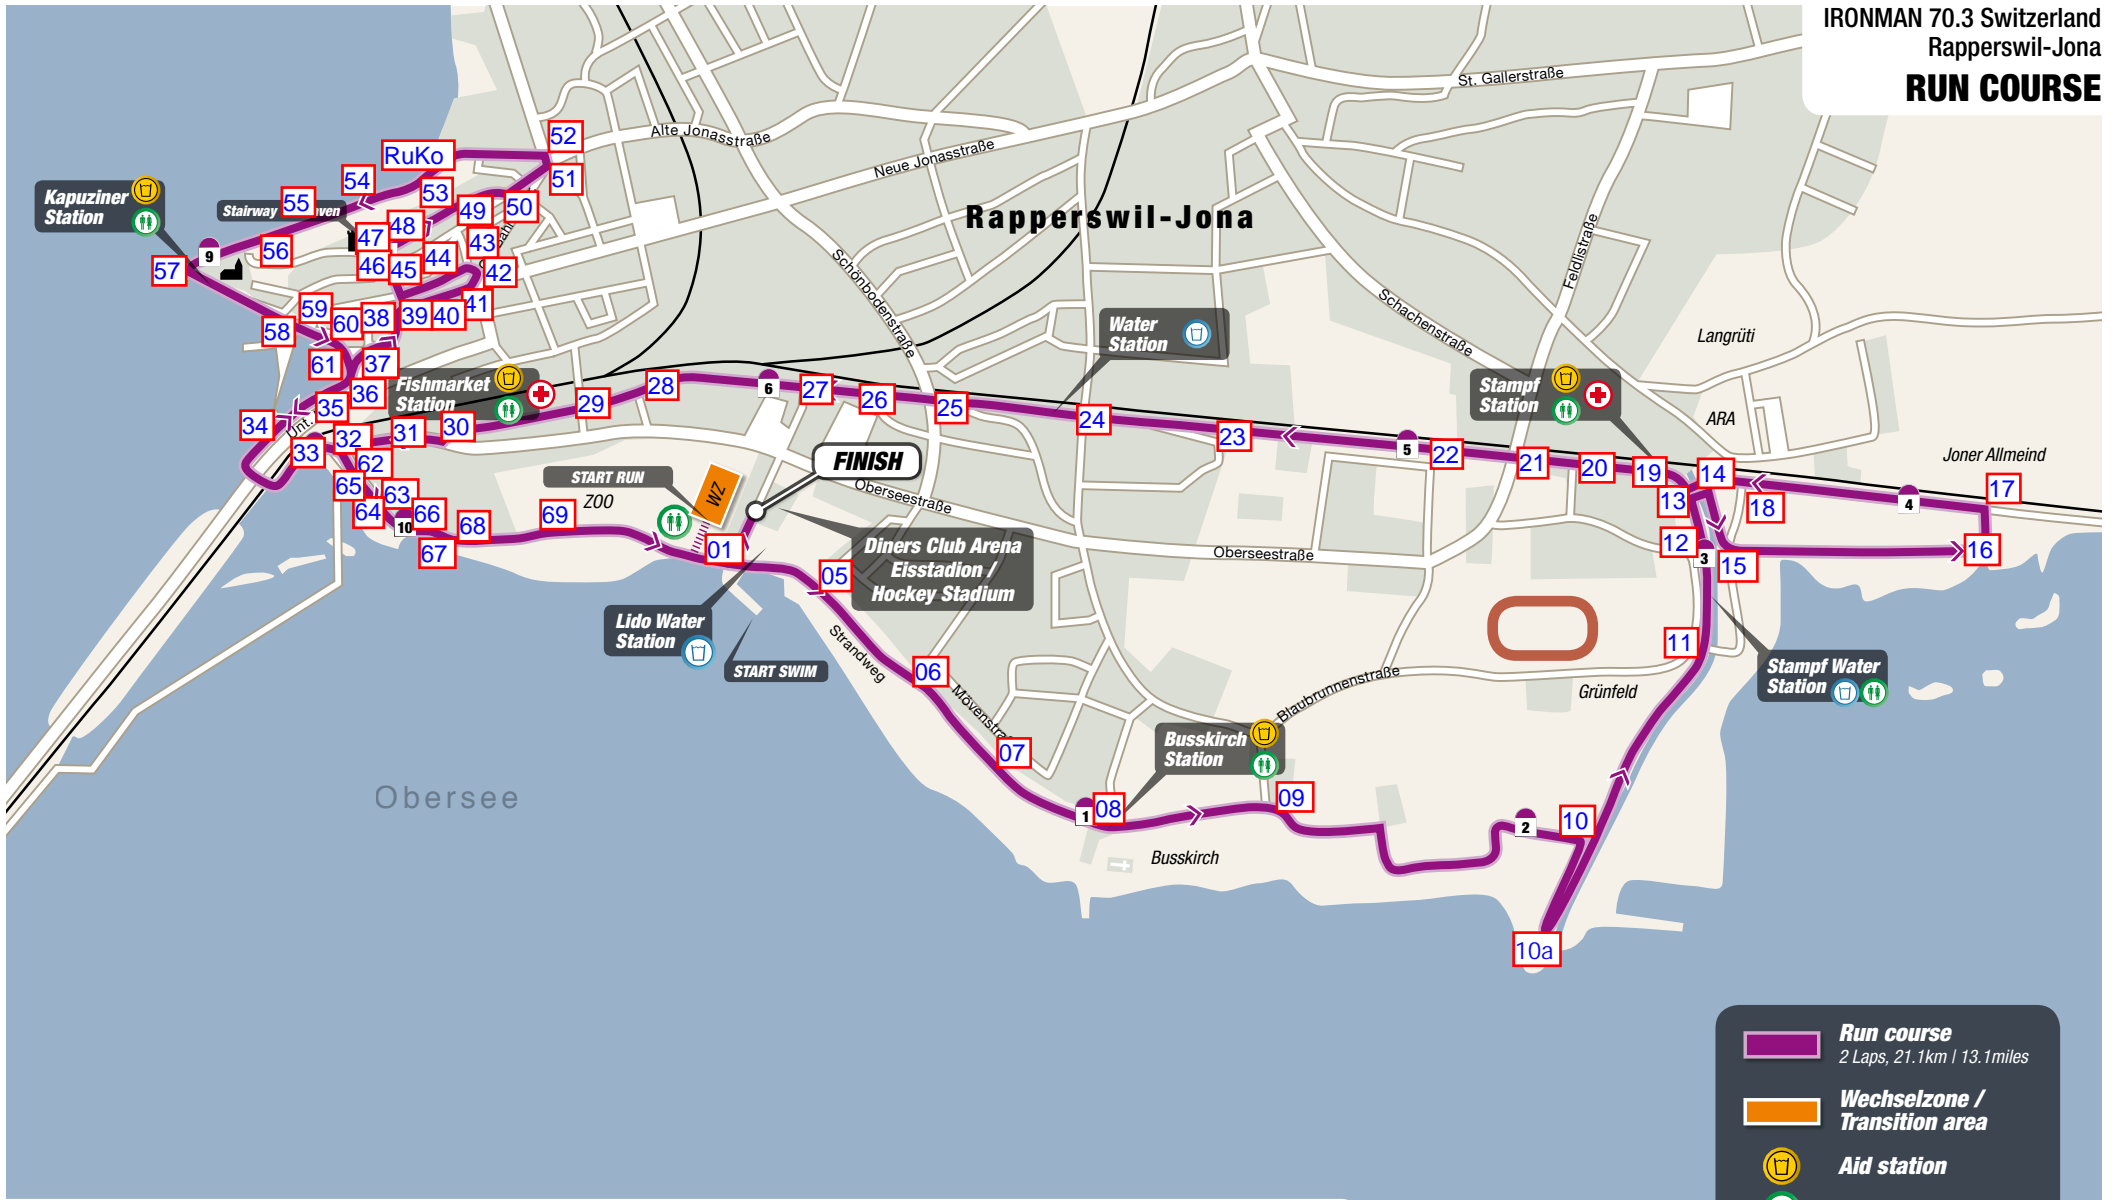 IRONMAN 70.3 Switzerland
Rapperswil-Jona
RUN COURSE
St. Gallerstraße
Alte Jonasstraße
Neue Jonasstraße
Rapperswil-Jona
Feldlistraße
Schönbodenstraße
Schachenstraße
Langrüti
ARA
Joner Allmeind
Kapuziner
Station
Stairway
RuKo
52
51
54
53
55
50
49
48
47
43
44
56
46
45
42
57
9
59
41
58
60
38
39
40
61
37
36
35
34
Unt.
Fishmarket
Station
Water
Station
Stampf
Station
28
6
27
29
26
25
24
30
31
32
33
23
5
22
21
20
19
14
13
18
4
17
62
65
63
64
66
10
68
67
69
START RUN
ZOO
WZ
FINISH
01
Oberseestraße
Oberseestraße
Diners Club Arena
Eisstadion /
Hockey Stadium
12
3
15
16
05
Lido Water
Station
START SWIM
Strandweg
06
Mövenstraß
07
11
Grünfeld
Stampf Water
Station
Blaubrunnenstraße
Busskirch
Station
1
08
09
2
10
Busskirch
10a
Obersee
Run course
2 Laps, 21.1km | 13.1miles
Wechselzone /
Transition area
Aid station